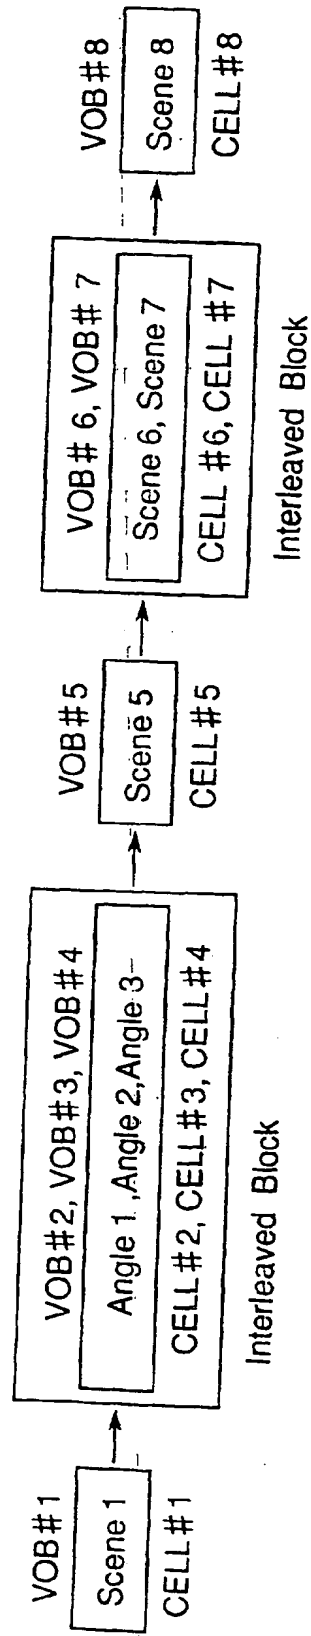 VOB#1
Scene 1
CELL#1
VOB#2, VOB#3, VOB#4
Angle 1, Angle 2, Angle 3
CELL#2, CELL#3, CELL#4
Interleaved Block
VOB#5
Scene 5
CELL#5
VOB# 6, VOB# 7
Scene 6, Scene 7
CELL #6, CELL #7
Interleaved Block
VOB#8
Scene 8
CELL#8